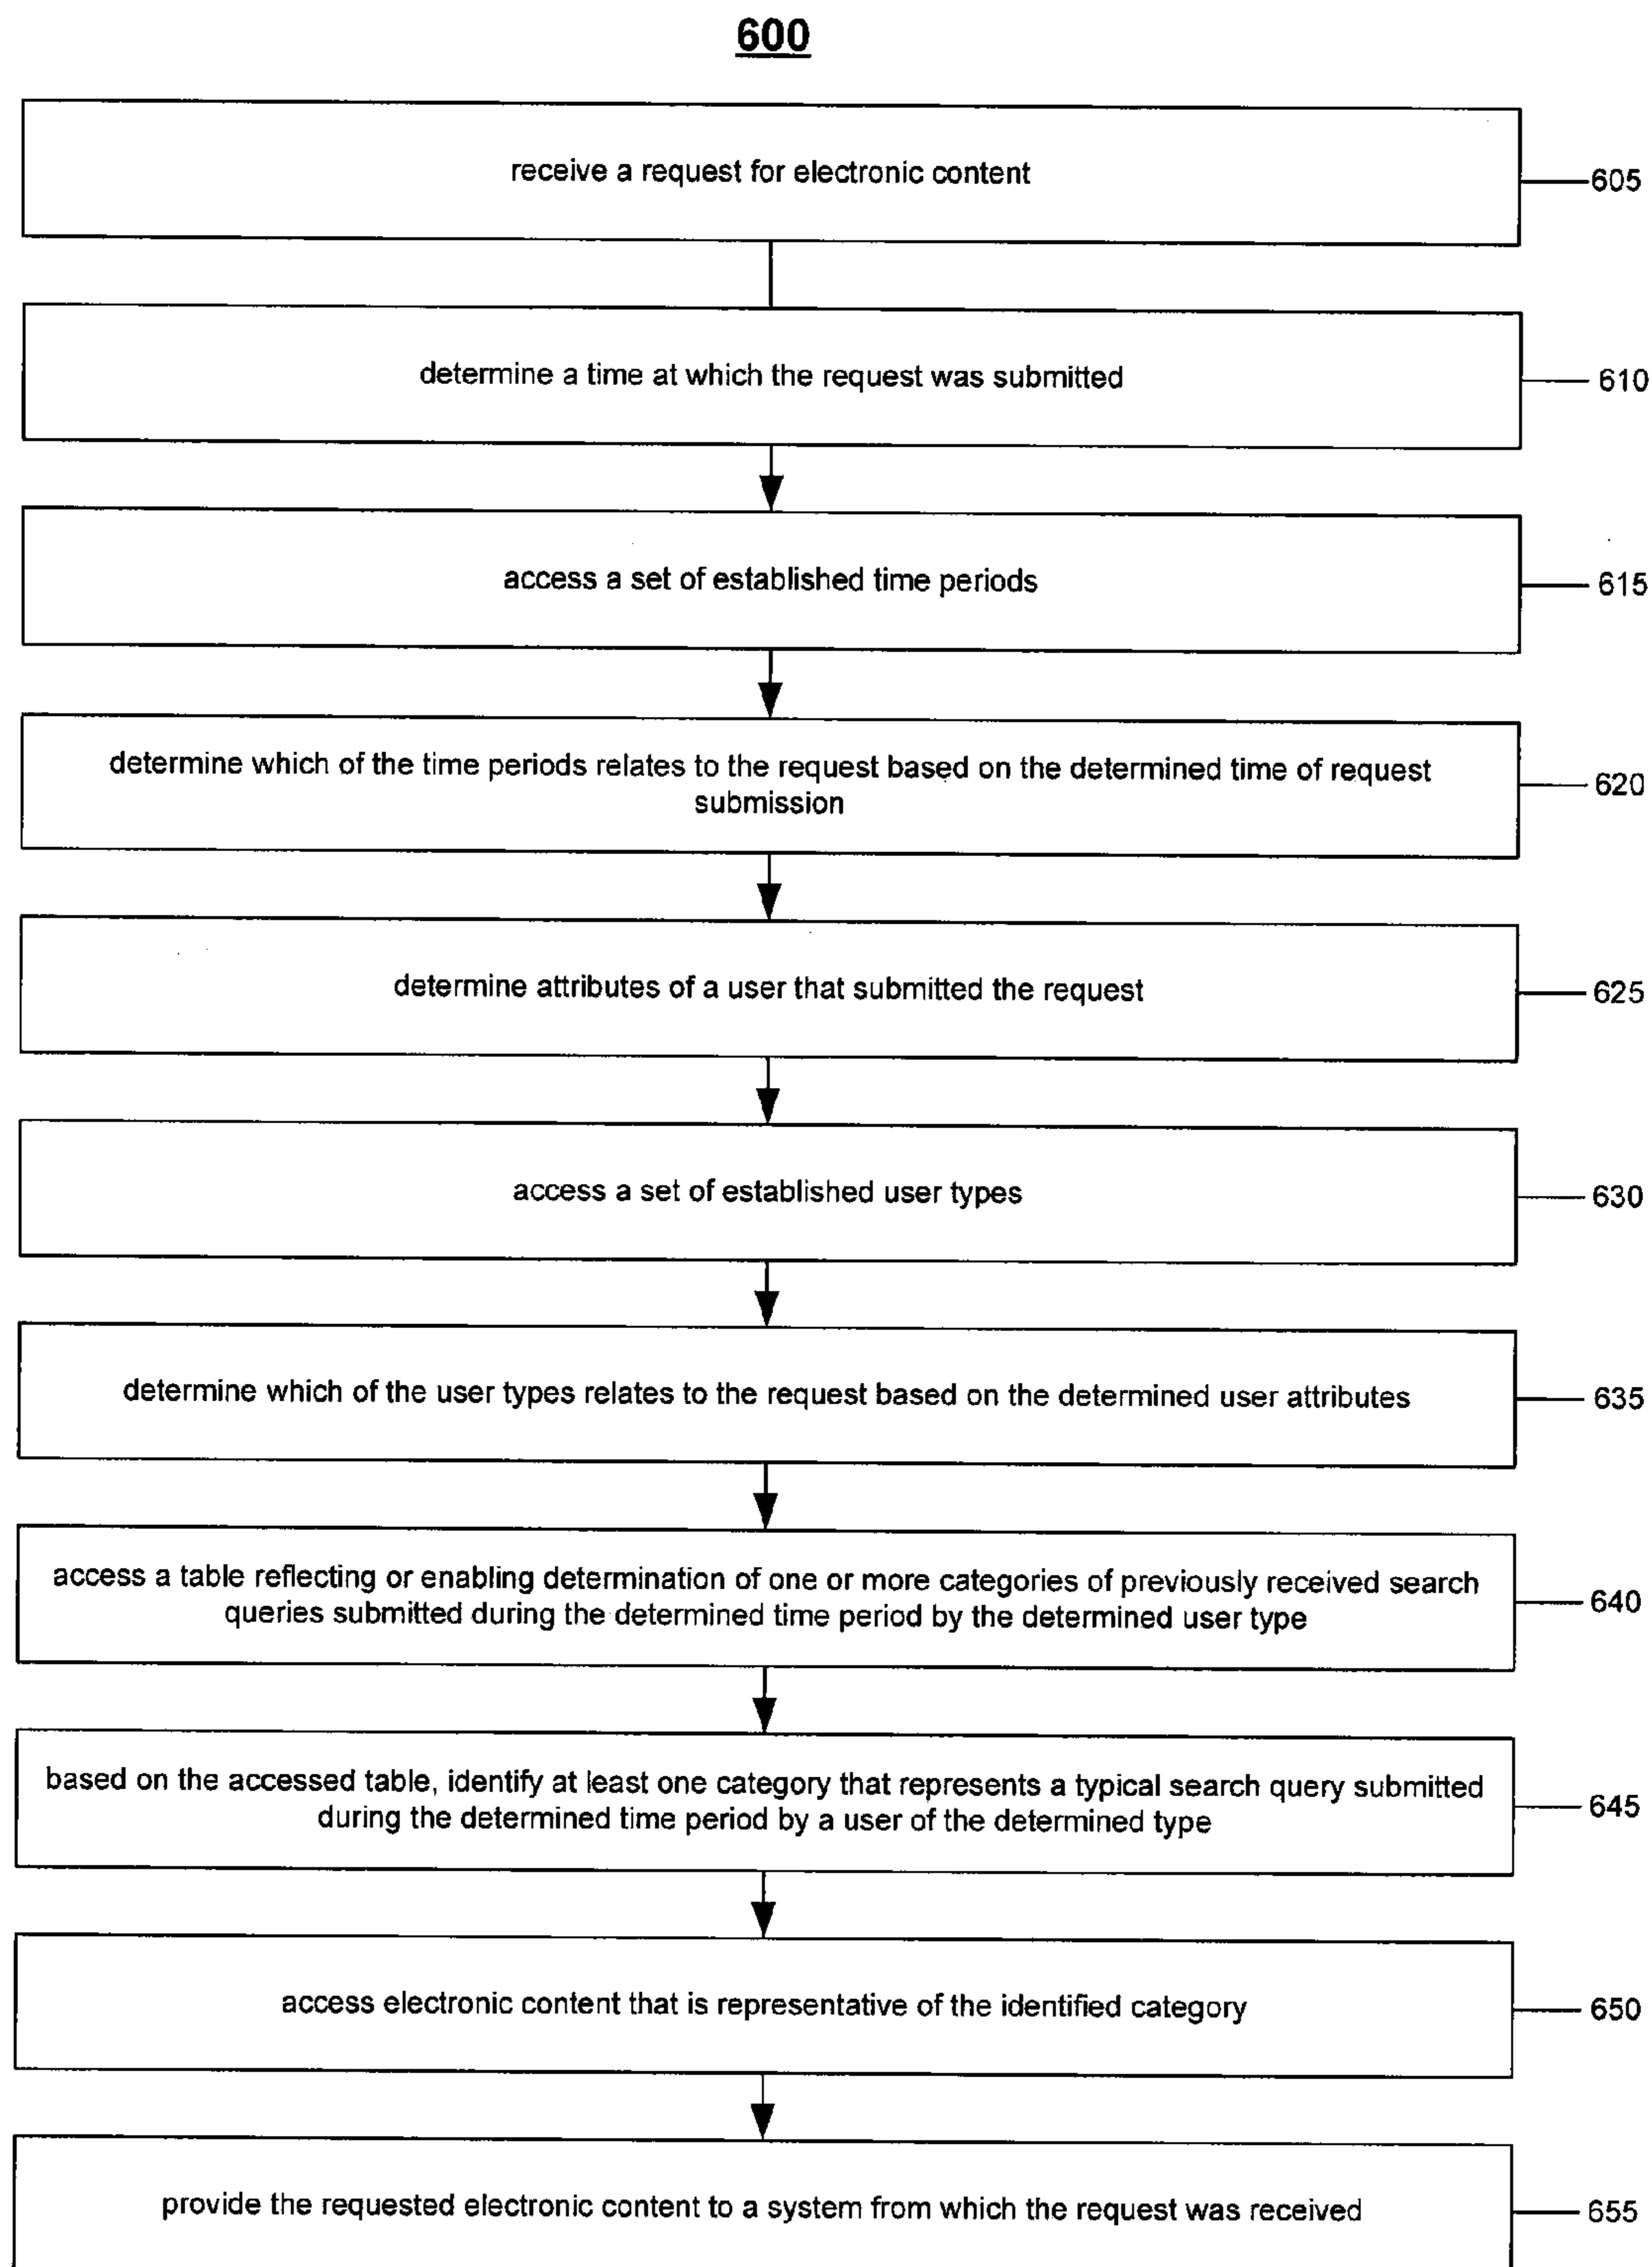 600
receive a request for electronic content
605
determine a time at which the request was submitted
610
access a set of established time periods
615
determine which of the time periods relates to the request based on the determined time of request
submission
620
determine attributes of a user that submitted the request
625
access a set of established user types
630
determine which of the user types relates to the request based on the determined user attributes
635
access a table reflecting or enabling determination of one or more categories of previously received search
queries submitted during the determined time period by the determined user type
640
based on the accessed table, identify at least one category that represents a typical search query submitted
during the determined time period by a user of the determined type
645
access electronic content that is representative of the identified category
650
provide the requested electronic content to a system from which the request was received
655